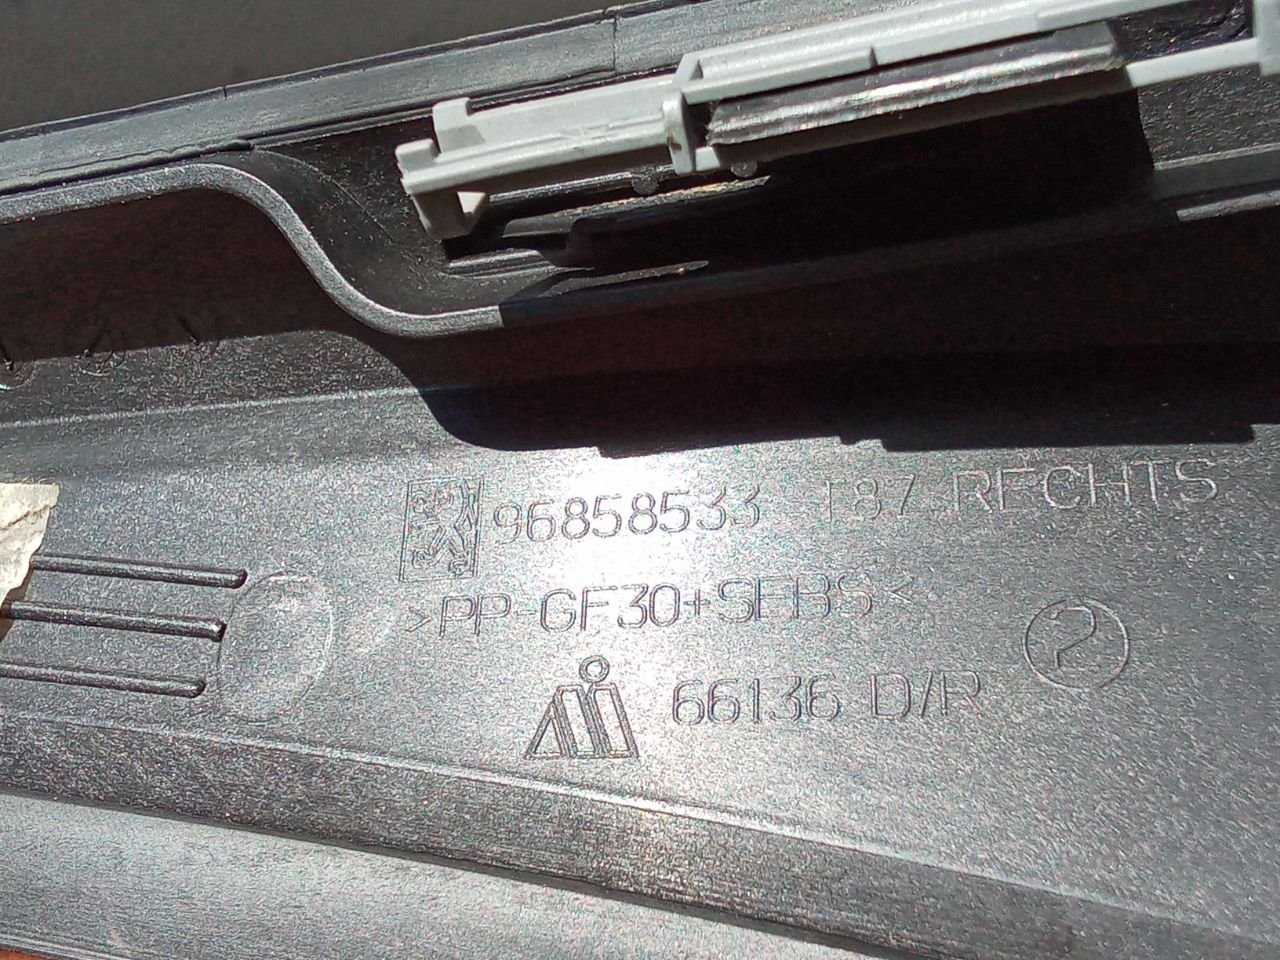 96858533 T87 RECHTS
>PP-GF30+SEBS<
2
66136 D/R